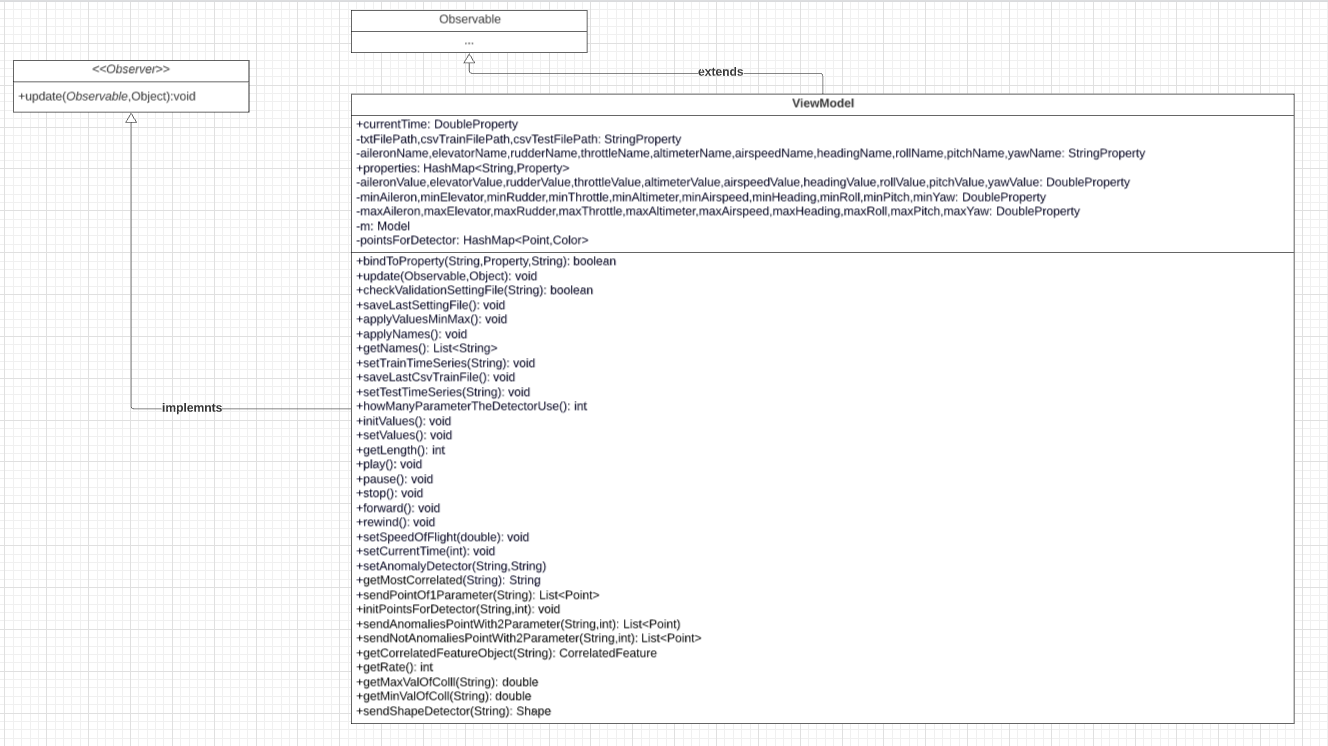 Observable
...
<<Observer>>
+update(Observable,Object):void
extends
implemnts
ViewModel
+currentTime: DoubleProperty
-txtFilePath,csvTrainFilePath,csvTestFilePath: StringProperty
-aileronName,elevatorName,rudderName,throttleName,altimeterName,airspeedName,headingName,rollName,pitchName,yawName: StringProperty
+properties: HashMap<String,Property>
-aileronValue,elevatorValue,rudderValue,throttleValue,altimeterValue,airspeedValue,headingValue,rollValue,pitchValue,yawValue: DoubleProperty
-minAileron,minElevator,minRudder,minThrottle,minAltimeter,minAirspeed,minHeading,minRoll,minPitch,minYaw: DoubleProperty
-maxAileron,maxElevator,maxRudder,maxThrottle,maxAltimeter,maxAirspeed,maxHeading,maxRoll,maxPitch,maxYaw: DoubleProperty
-m: Model
-pointsForDetector: HashMap<Point,Color>
+bindToProperty(String,Property,String): boolean
+update(Observable,Object): void
+checkValidationSettingFile(String): boolean
+saveLastSettingFile(): void
+applyValuesMinMax(): void
+applyNames(): void
+getNames(): List<String>
+setTrainTimeSeries(String): void
+saveLastCsvTrainFile(): void
+setTestTimeSeries(String): void
+howManyParameterTheDetectorUse(): int
+initValues(): void
+setValues(): void
+getLength(): int
+play(): void
+pause(): void
+stop(): void
+forward(): void
+rewind(): void
+setSpeedOfFlight(double): void
+setCurrentTime(int): void
+setAnomalyDetector(String,String)
+getMostCorrelated(String): String
+sendPointOf1Parameter(String): List<Point>
+initPointsForDetector(String,int): void
+sendAnomaliesPointWith2Parameter(String,int): List<Point)
+sendNotAnomaliesPointWith2Parameter(String,int): List<Point>
+getCorrelatedFeatureObject(String): CorrelatedFeature
+getRate(): int
+getMaxValOfColll(String): double
+getMinValOfColl(String): double
+sendShapeDetector(String): Shape